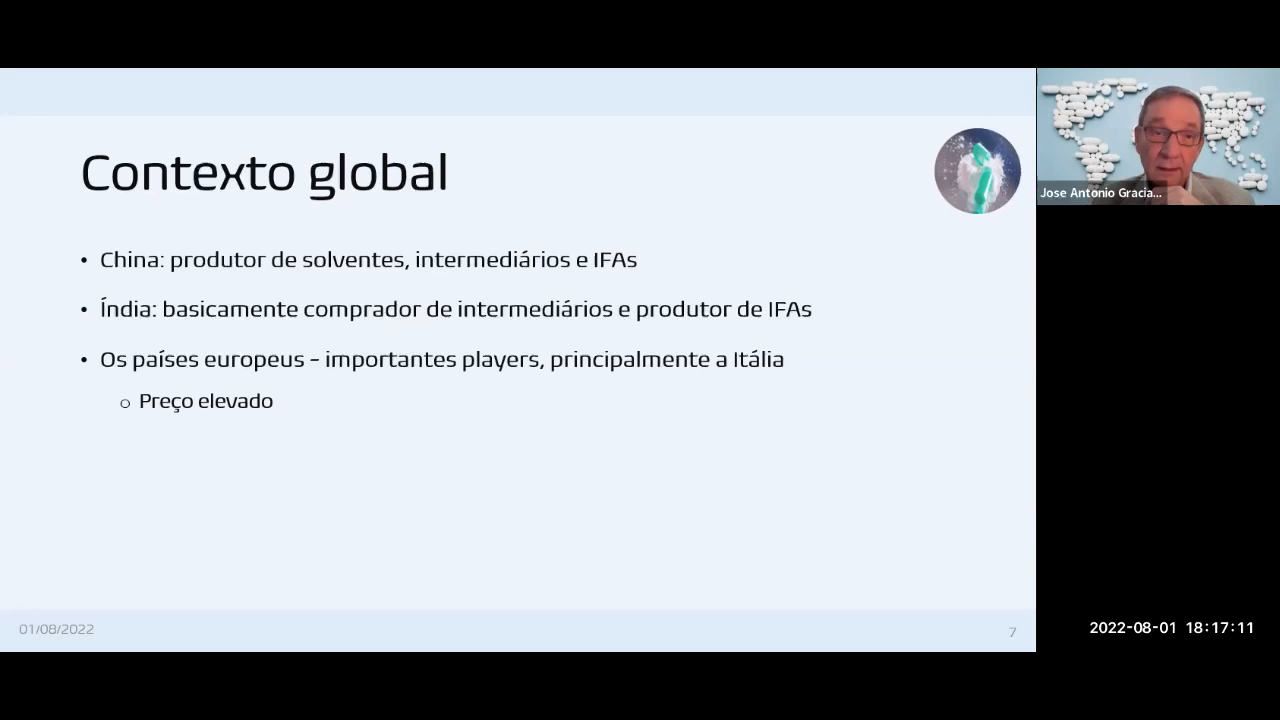 Contexto global
• China: produtor de solventes, intermediários e IFAs
• Índia: basicamente comprador de intermediários e produtor de IFAs
• Os países europeus – importantes players, principalmente a Itália
o Preço elevado
01/08/2022
7
Jose Antonio Gracia...
2022-08-01 18:17:11